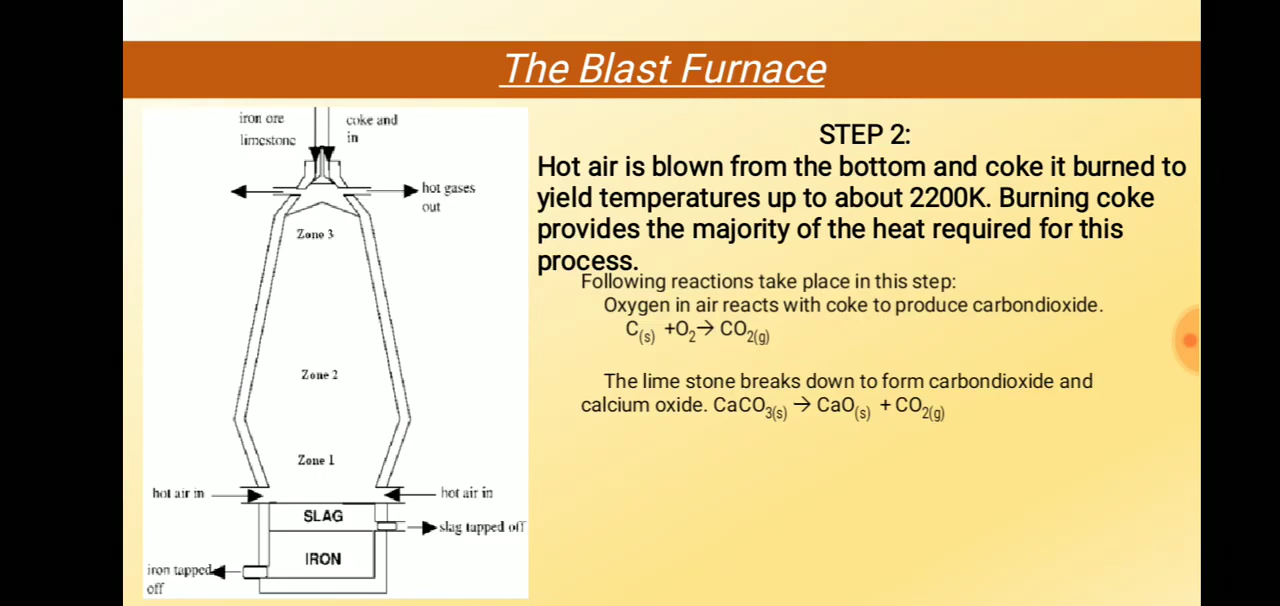 The Blast Furnace
iron ore
limestone
coke and
in
hot gases
out
Zone 3
Zone 2
Zone 1
hot air in
hot air in
SLAG
slag tapped off
IRON
iron tapped
off
STEP 2:
Hot air is blown from the bottom and coke it burned to
yield temperatures up to about 2200K. Burning coke
provides the majority of the heat required for this
process.
Following reactions take place in this step:
Oxygen in air reacts with coke to produce carbondioxide.
C(s) +O2→ CO2(g)
The lime stone breaks down to form carbondioxide and
calcium oxide. CaCO3(s) → CaO(s) + CO2(g)